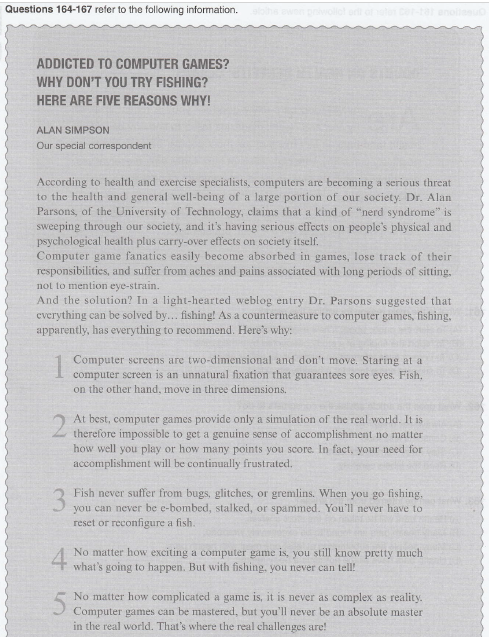 Questions 164-167 refer to the following information.
ADDICTED TO COMPUTER GAMES?
WHY DON'T YOU TRY FISHING?
HERE ARE FIVE REASONS WHY!
ALAN SIMPSON
Our special correspondent
According to health and exercise specialists, computers are becoming a serious threat
to the health and general well-being of a large portion of our society. Dr. Alan
Parsons, of the University of Technology, claims that a kind of "nerd syndrome" is
sweeping through our society, and it's having serious effects on people's physical and
psychological health plus carry-over effects on society itself.
Computer game fanatics easily become absorbed in games, lose track of their
responsibilities, and suffer from aches and pains associated with long periods of sitting,
not to mention eye-strain.
And the solution? In a light-hearted weblog entry Dr. Parsons suggested that
everything can be solved by... fishing! As a countermeasure to computer games, fishing,
apparently, has everything to recommend. Here's why:
1 Computer screens are two-dimensional and don't move. Staring at a
computer screen is an unnatural fixation that guarantees sore eyes. Fish,
on the other hand, move in three dimensions.
2 At best, computer games provide only a simulation of the real world. It is
therefore impossible to get a genuine sense of accomplishment no matter
how well you play or how many points you score. In fact, your need for
accomplishment will be continually frustrated.
3 Fish never suffer from bugs, glitches, or gremlins. When you go fishing,
you can never be e-bombed, stalked, or spammed. You'll never have to
reset or reconfigure a fish.
4 No matter how exciting a computer game is, you still know pretty much
what's going to happen. But with fishing, you never can tell!
5 No matter how complicated a game is, it is never as complex as reality.
Computer games can be mastered, but you'll never be an absolute master
in the real world. That's where the real challenges are!